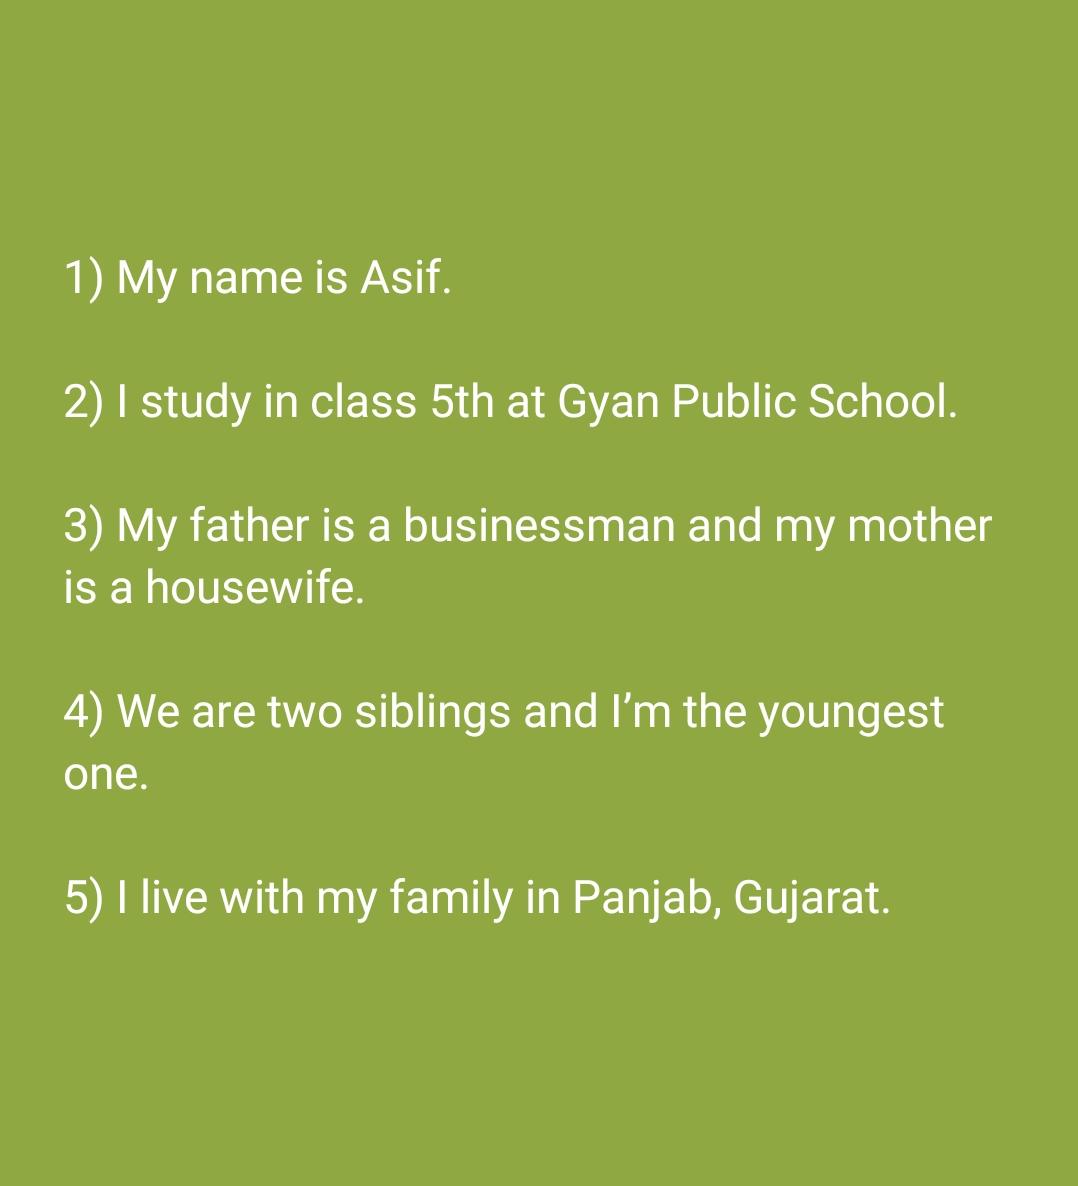 1) My name is Asif.
2) I study in class 5th at Gyan Public School.
3) My father is a businessman and my mother
is a housewife.
4) We are two siblings and I’m the youngest
one.
5) I live with my family in Panjab, Gujarat.